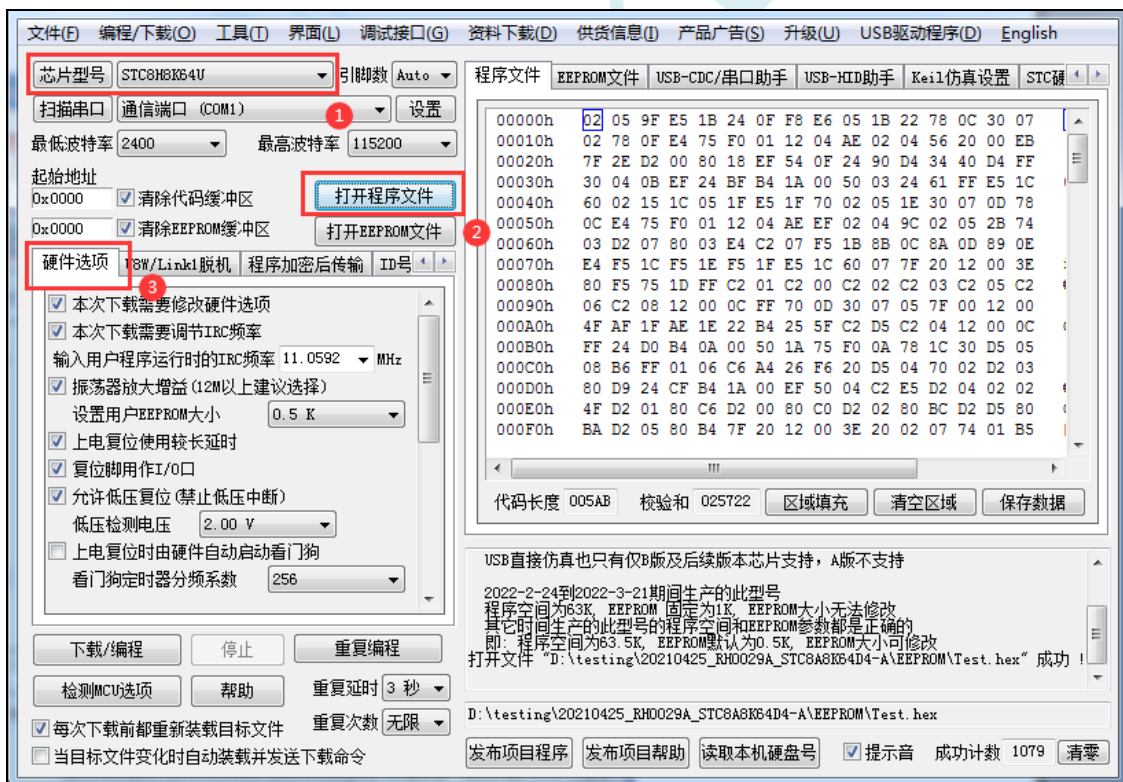 文件(F) 编程/下载(O) 工具(T) 界面(L) 调试接口(G) 资料下载(D) 供货信息(I) 产品广告(S) 升级(U) USB驱动程序(D) English
芯片型号 STC8H8K64U 引脚数 Auto
扫描串口 通信端口 (COM1) 设置
1
最低波特率 2400 最高波特率 115200
起始地址
0x0000 清除代码缓冲区 打开程序文件
0x0000 清除EEPROM缓冲区 打开EEPROM文件
2
硬件选项 U8W/Link1脱机 程序加密后传输 ID号
3
本次下载需要修改硬件选项
本次下载需要调节IRC频率
输入用户程序运行时的IRC频率 11.0592 MHz
振荡器放大增益(12M以上建议选择)
设置用户EEPROM大小 0.5 K
上电复位使用较长延时
复位脚用作I/O口
允许低压复位(禁止低压中断)
低压检测电压 2.00 V
上电复位时由硬件自动启动看门狗
看门狗定时器分频系数 256
下载/编程 停止 重复编程
检测MCU选项 帮助 重复延时 3 秒
每次下载前都重新装载目标文件 重复次数 无限
当目标文件变化时自动装载并发送下载命令
程序文件 EEPROM文件 USB-CDC/串口助手 USB-HID助手 Keil仿真设置 STC硬
00000h 02 05 9F E5 1B 24 0F F8 E6 05 1B 22 78 0C 30 07
00010h 02 78 0F E4 75 F0 01 12 04 AE 02 04 56 20 00 EB
00020h 7F 2E D2 00 80 18 EF 54 0F 24 90 D4 34 40 D4 FF
00030h 30 04 0B EF 24 BF B4 1A 00 50 03 24 61 FF E5 1C
00040h 60 02 15 1C 05 1F E5 1F 70 02 05 1E 30 07 0D 78
00050h 0C E4 75 F0 01 12 04 AE EF 02 04 9C 02 05 2B 74
00060h 03 D2 07 80 03 E4 C2 07 F5 1B 8B 0C 8A 0D 89 0E
00070h E4 F5 1C F5 1E F5 1F E5 1C 60 07 7F 20 12 00 3E
00080h 80 F5 75 1D FF C2 01 C2 00 C2 02 C2 03 C2 05 C2
00090h 06 C2 08 12 00 0C FF 70 0D 30 07 05 7F 00 12 00
000A0h 4F AF 1F AE 1E 22 B4 25 5F C2 D5 C2 04 12 00 0C
000B0h FF 24 D0 B4 0A 00 50 1A 75 F0 0A 78 1C 30 D5 05
000C0h 08 B6 FF 01 06 C6 A4 26 F6 20 D5 04 70 02 D2 03
000D0h 80 D9 24 CF B4 1A 00 EF 50 04 C2 E5 D2 04 02 02
000E0h 4F D2 01 80 C6 D2 00 80 C0 D2 02 80 BC D2 D5 80
000F0h BA D2 05 80 B4 7F 20 12 00 3E 20 02 07 74 01 B5
代码长度 005AB 校验和 025722 区域填充 清空区域 保存数据
USB直接仿真也只有仅B版及后续版本芯片支持，A版不支持
2022-2-24到2022-3-21期间生产的此型号
程序空间为63K, EEPROM 固定为1K, EEPROM大小无法修改
其它时间生产的此型号的程序空间和EEPROM参数都是正确的
即: 程序空间为63.5K, EEPROM默认为0.5K, EEPROM大小可修改
打开文件 "D:\testing\20210425_RH0029A_STC8A8K64D4-A\EEPROM\Test.hex" 成功 !
D:\testing\20210425_RH0029A_STC8A8K64D4-A\EEPROM\Test.hex
发布项目程序 发布项目帮助 读取本机硬盘号 提示音 成功计数 1079 清零